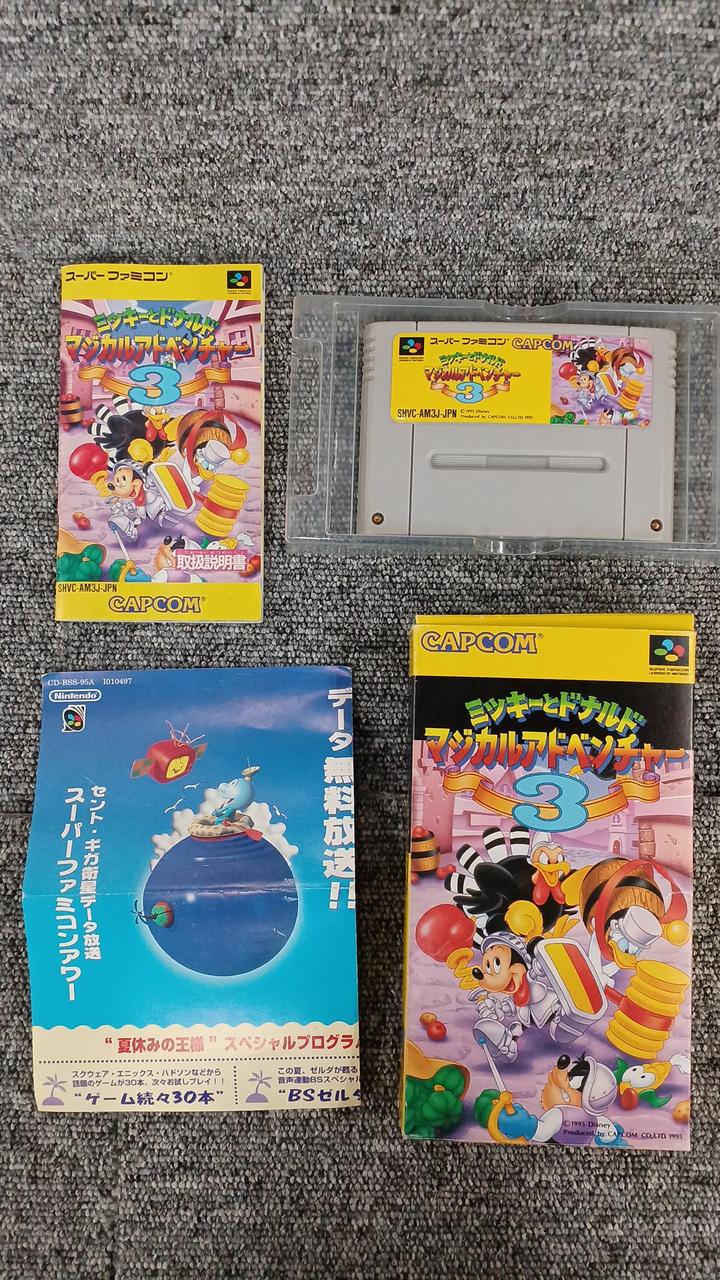 スーパー ファミコン®
SUPER FAMICOM
ミッキーとドナルド
マジカルアドベンチャー
3
取扱説明書
SHVC-AM3J-JPN
CAPCOM®
スーパー ファミコン CAPCOM
ミッキーとドナルド
マジカルアドベンチャー
3
SHVC-AM3J-JPN
© 1995 Disney
Produced by CAPCOM CO.,LTD. 1995
CD-BSS-95A I010497
Nintendo
データ無料放送!!
セント・ギガ衛星データ放送
スーパーファミコンアワー
“夏休みの王様”スペシャルプログラ
スクウェア・エニックス・ハドソンなどから
話題のゲームが30本、次々お試しプレイ!!
“ゲーム続々30本”
この夏、ゼルダが甦る
音声連動BSスペシャル
“BSゼルダ
CAPCOM®
SUPER FAMICOM
LICENSED BY NINTENDO
ミッキーとドナルド
マジカルアドベンチャー
3
© 1995 Disney
Produced by CAPCOM CO.,LTD. 1995